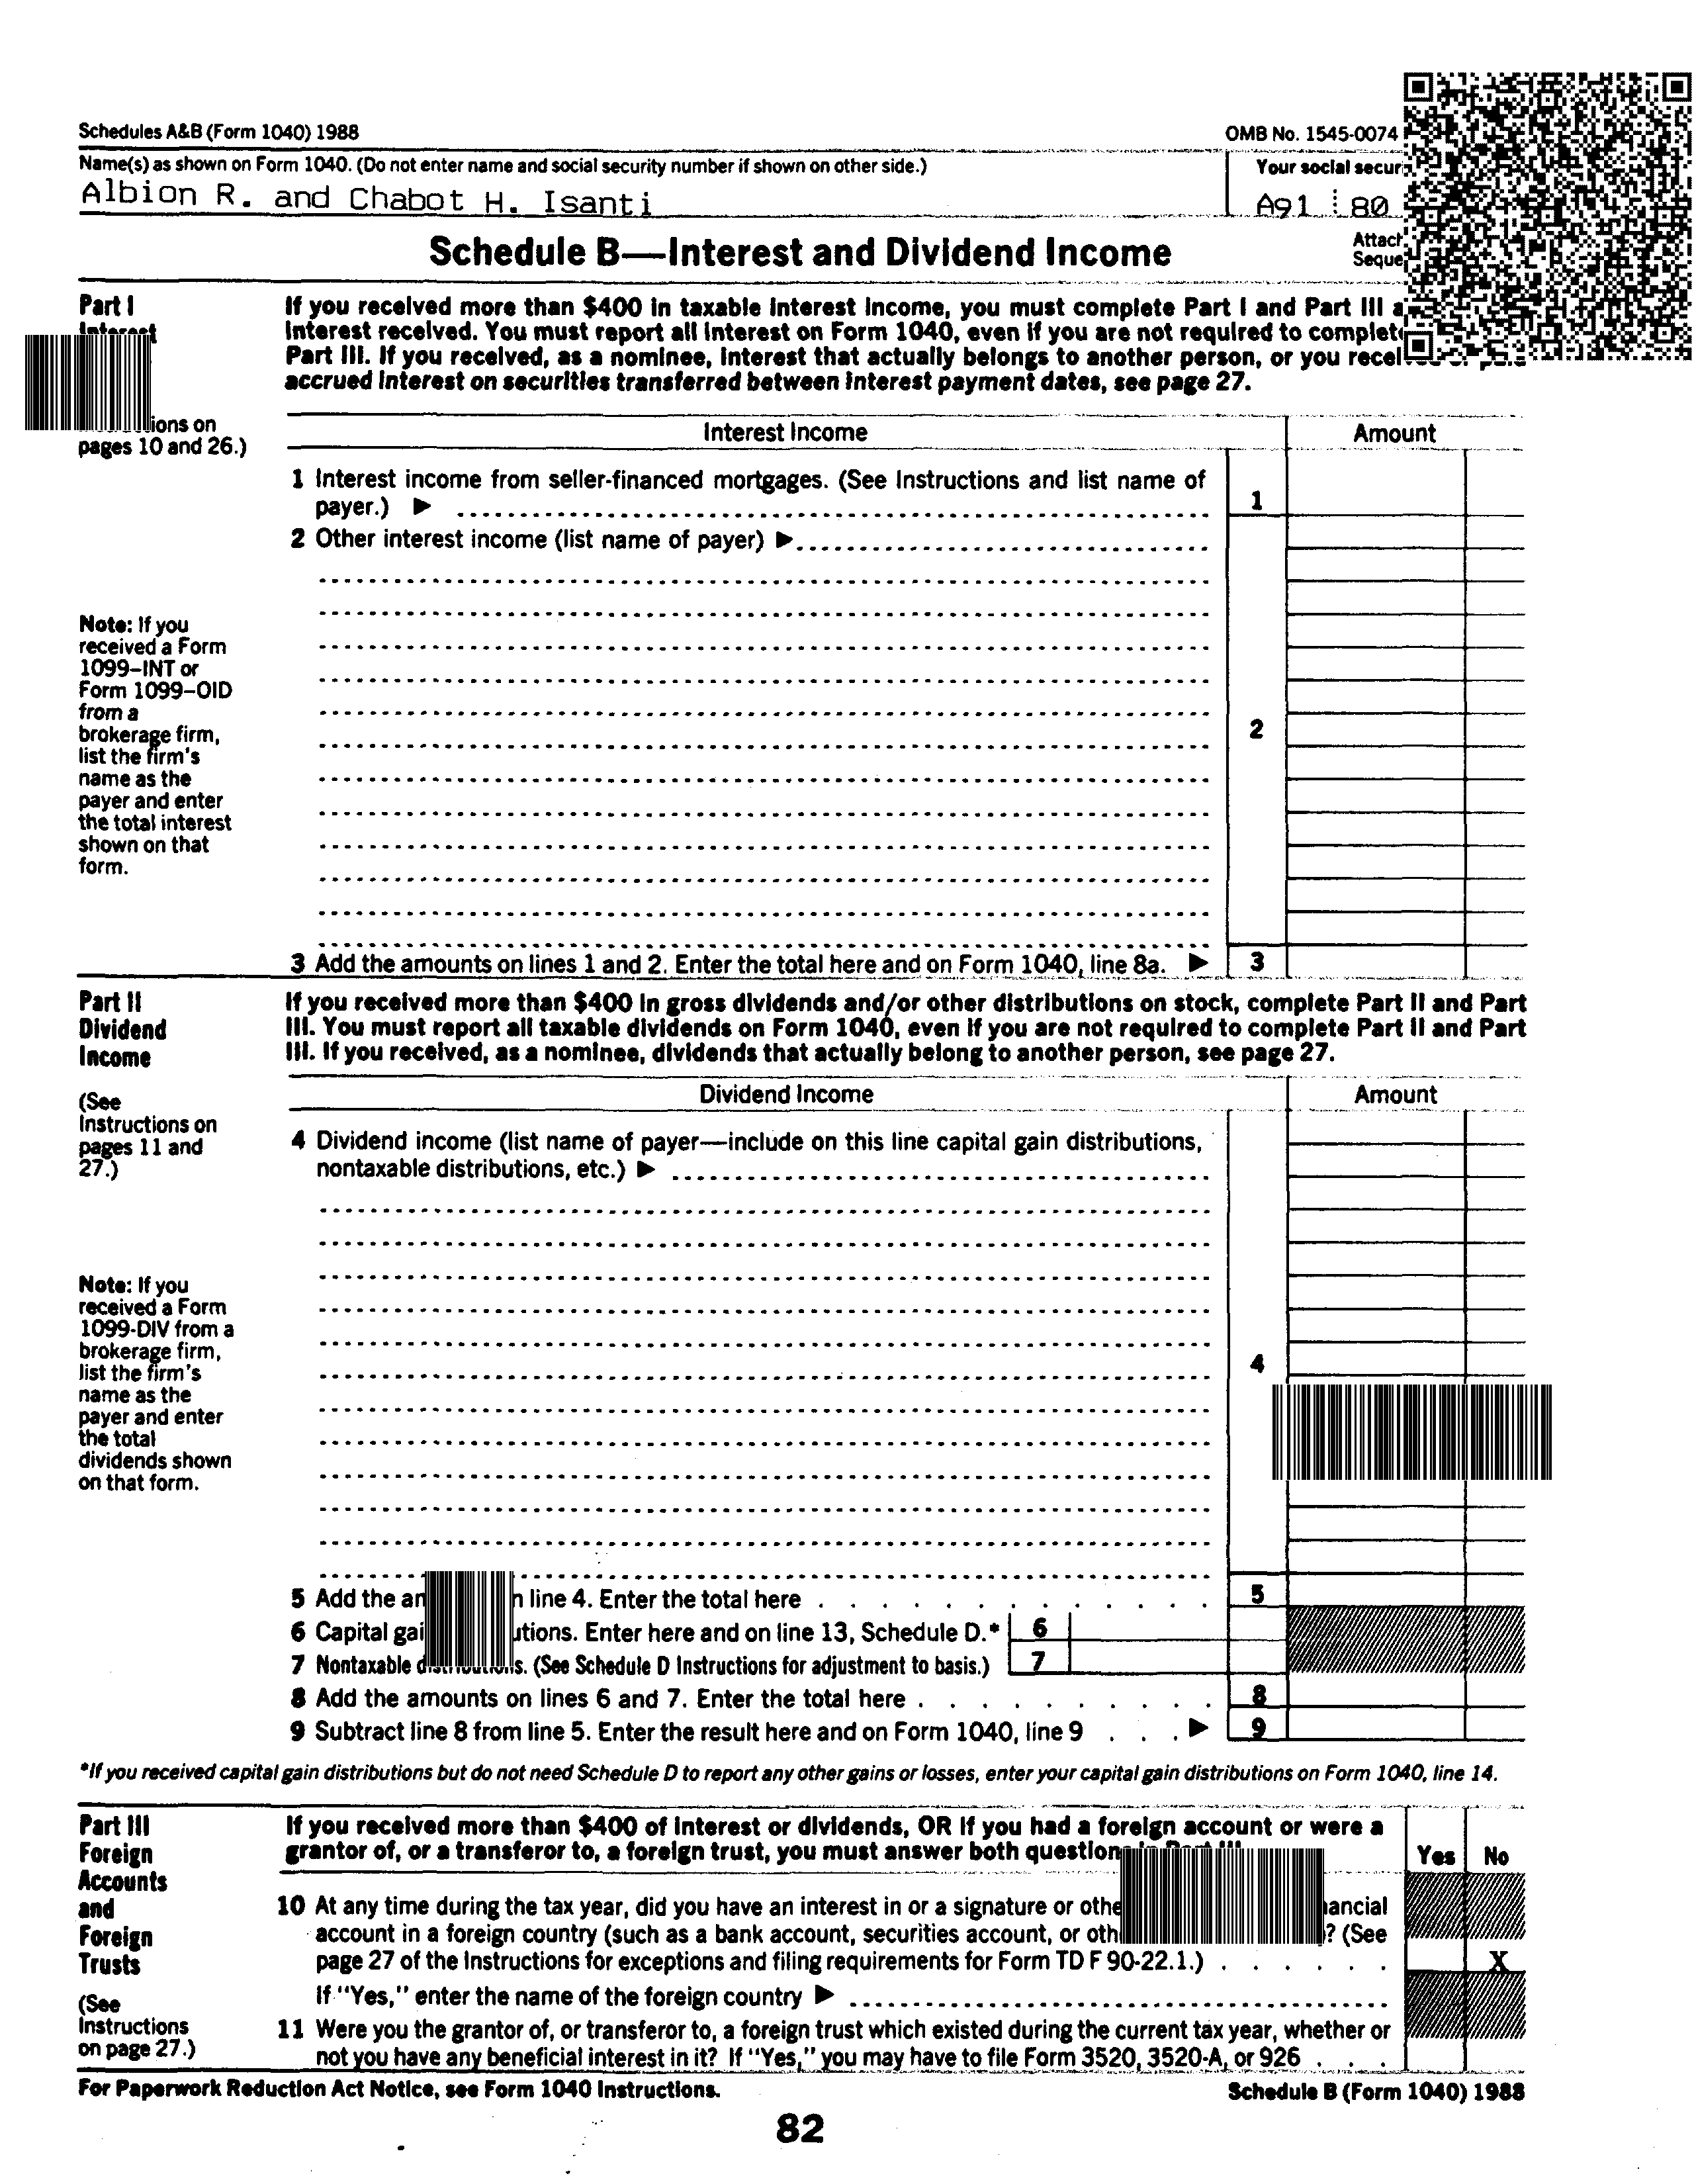 Schedules A&B (Form 1040) 1988
OMB No. 1545-0074
Name(s) as shown on Form 1040. (Do not enter name and social security number if shown on other side.)
Your social
Albion R. and Chabot H. Isanti
A91 80
Schedule B—Interest and Dividend Income
Part I
If you received more than $400 in taxable interest income, you must complete Part I and Part III
Interest
interest received. You must report all interest on Form 1040, even if you are not required to
Part III. If you received, as a nominee, interest that actually belongs to another person, or you
accrued interest on securities transferred between interest payment dates, see page 27.
on
pages 10 and 26.)
Interest Income
Amount
1 Interest income from seller-financed mortgages. (See Instructions and list name of
payer.) ▶
1
2 Other interest income (list name of payer) ▶
Note: If you
received a Form
1099–INT or
Form 1099–OID
from a
brokerage firm,
list the firm's
name as the
payer and enter
the total interest
shown on that
form.
2
3 Add the amounts on lines 1 and 2. Enter the total here and on Form 1040, line 8a. ▶
3
Part II
Dividend
Income
If you received more than $400 in gross dividends and/or other distributions on stock, complete Part II and Part
III. You must report all taxable dividends on Form 1040, even if you are not required to complete Part II and Part
III. If you received, as a nominee, dividends that actually belong to another person, see page 27.
(See
Instructions on
pages 11 and
27.)
Dividend Income
Amount
4 Dividend income (list name of payer—include on this line capital gain distributions,
nontaxable distributions, etc.) ▶
Note: If you
received a Form
1099-DIV from a
brokerage firm,
list the firm's
name as the
payer and enter
the total
dividends shown
on that form.
4
5 Add the line 4. Enter the total here
5
6 Capital Enter here and on line 13, Schedule D.*
6
7 Nontaxable (See Schedule D Instructions for adjustment to basis.)
7
8 Add the amounts on lines 6 and 7. Enter the total here
8
9 Subtract line 8 from line 5. Enter the result here and on Form 1040, line 9 ▶
9
*If you received capital gain distributions but do not need Schedule D to report any other gains or losses, enter your capital gain distributions on Form 1040, line 14.
Part III
Foreign
Accounts
and
Foreign
Trusts
If you received more than $400 of interest or dividends, OR if you had a foreign account or were a
grantor of, or a transferor to, a foreign trust, you must answer both
Yes No
10 At any time during the tax year, did you have an interest in or a signature or
account in a foreign country (such as a bank account, securities account, or ? (See
page 27 of the Instructions for exceptions and filing requirements for Form TD F 90-22.1.)
X
If "Yes," enter the name of the foreign country ▶
(See
Instructions
on page 27.)
11 Were you the grantor of, or transferor to, a foreign trust which existed during the current tax year, whether or
not you have any beneficial interest in it? If "Yes," you may have to file Form 3520, 3520-A, or 926
For Paperwork Reduction Act Notice, see Form 1040 Instructions.
Schedule B (Form 1040) 1988
82